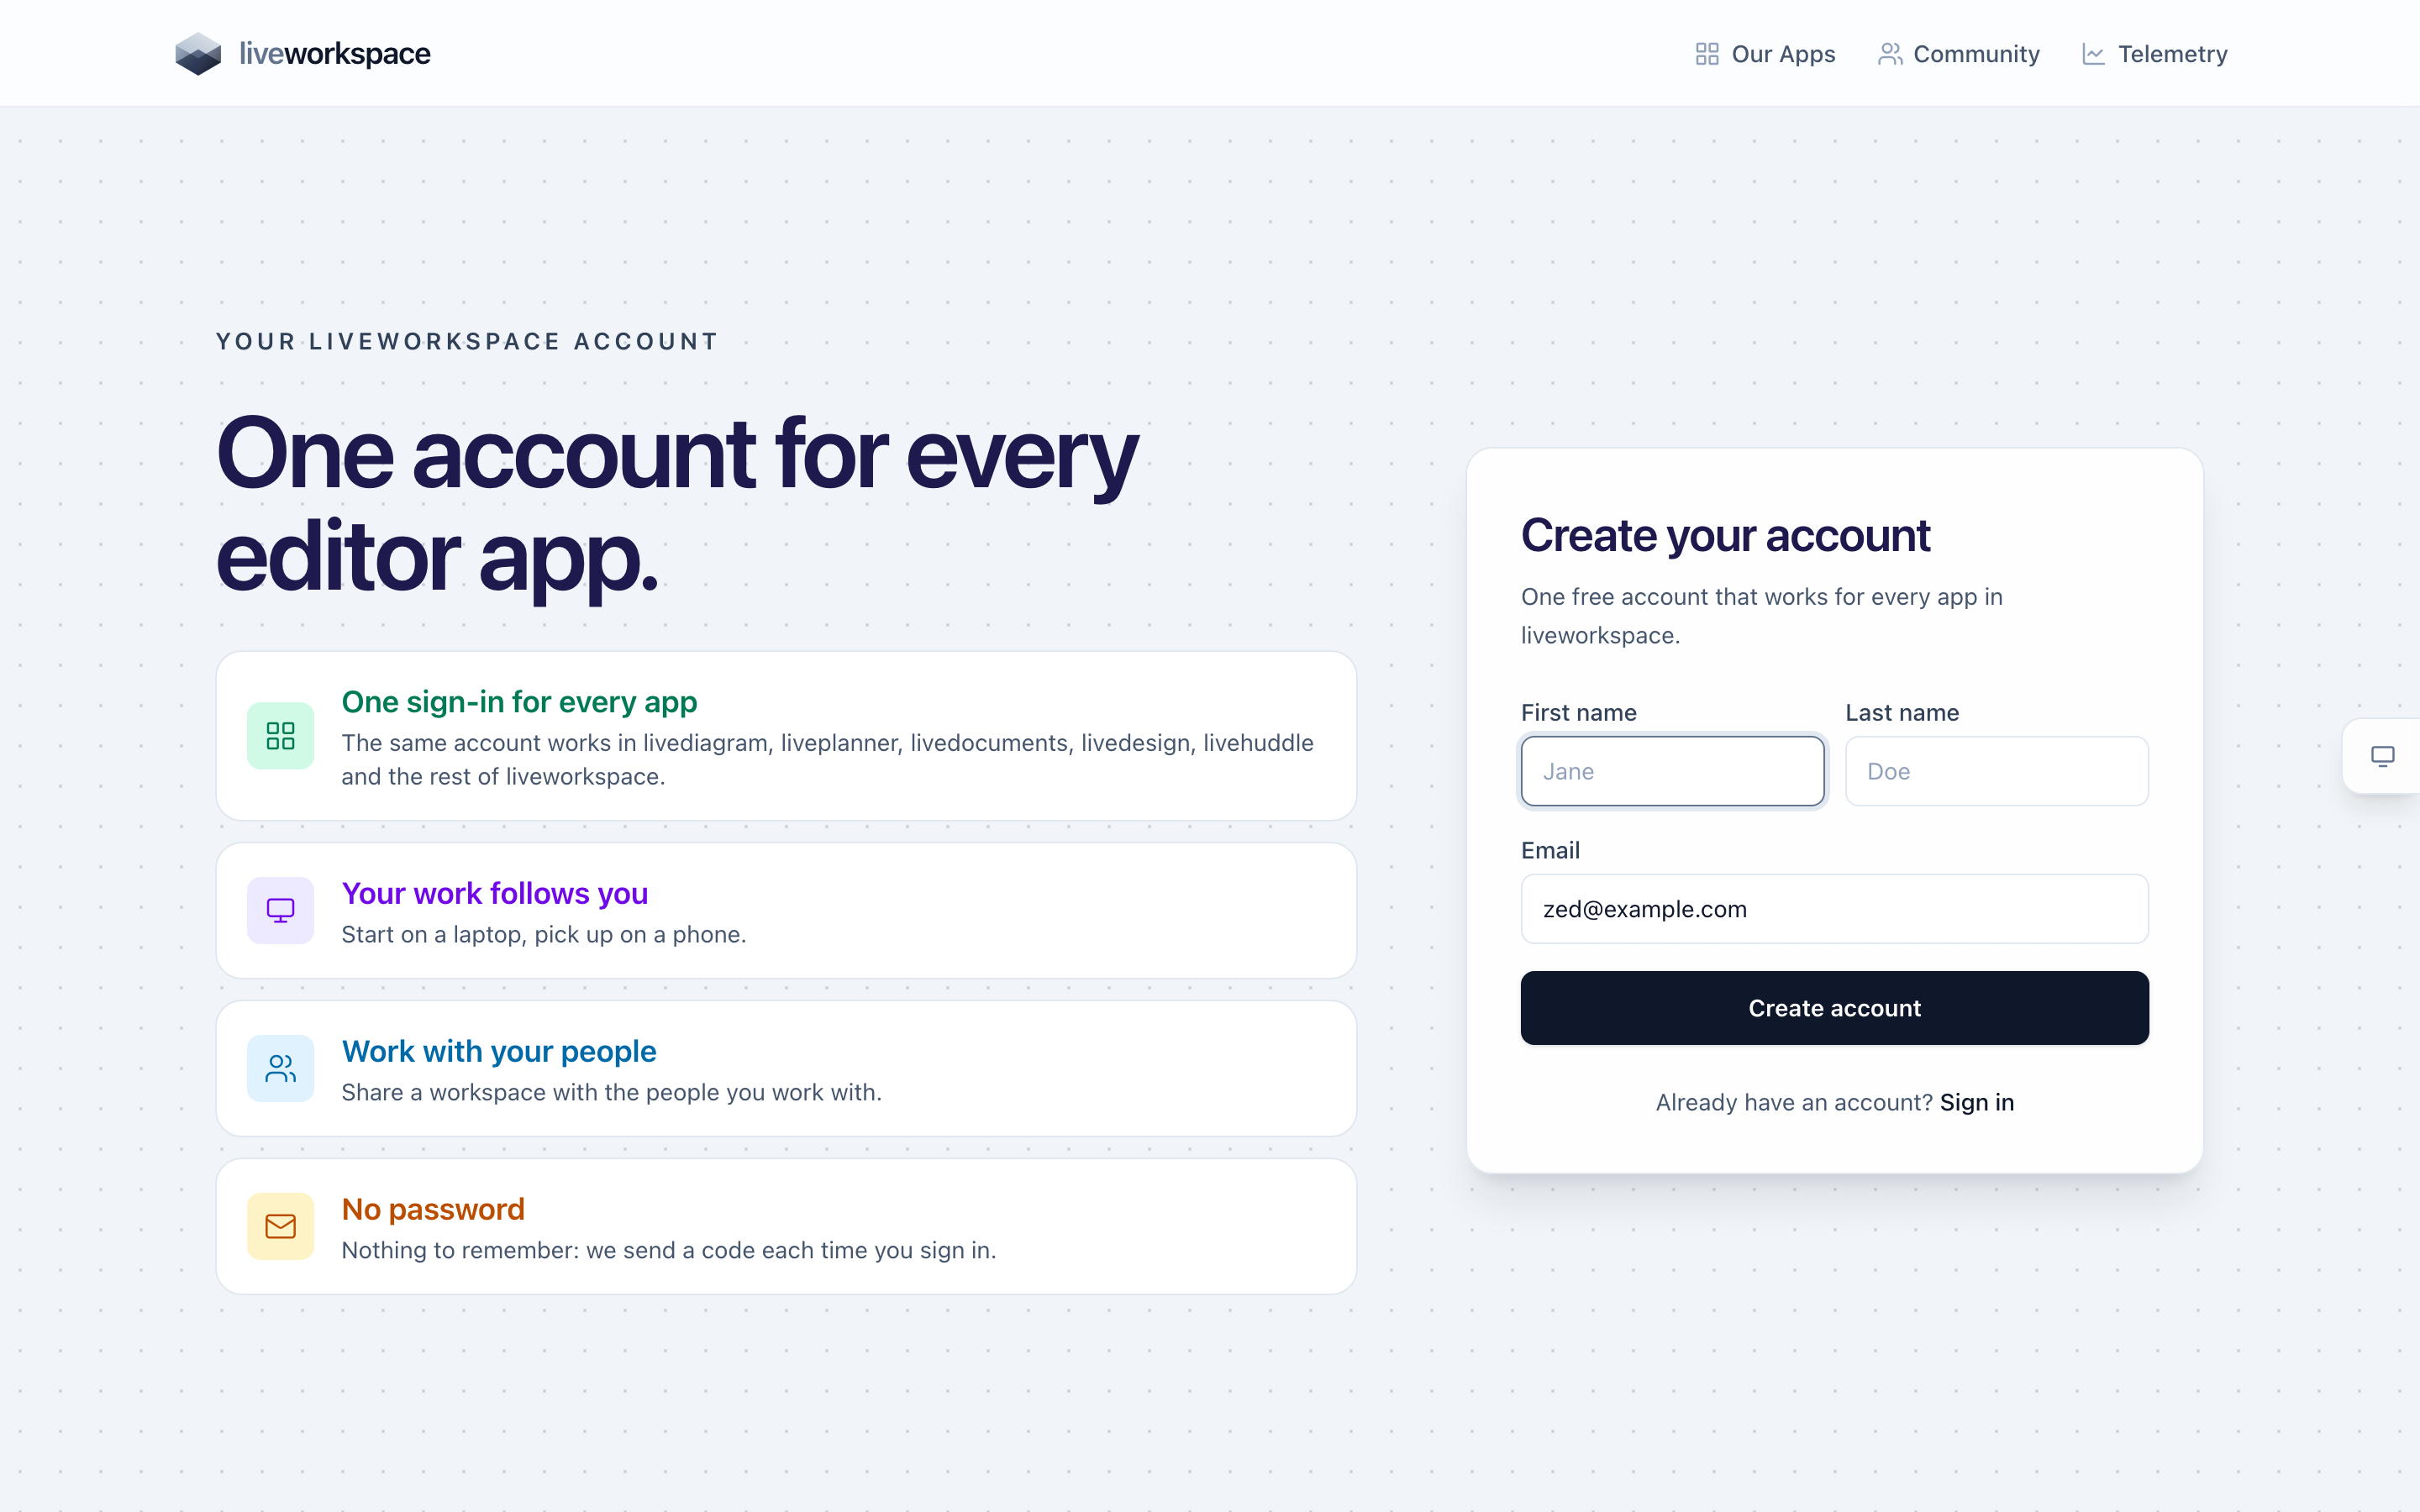 liveworkspace
Our Apps
Community
Telemetry
YOUR LIVEWORKSPACE ACCOUNT
One account for every
editor app.
One sign-in for every app
The same account works in livediagram, liveplanner, livedocuments, livedesign, livehuddle
and the rest of liveworkspace.
Your work follows you
Start on a laptop, pick up on a phone.
Work with your people
Share a workspace with the people you work with.
No password
Nothing to remember: we send a code each time you sign in.
Create your account
One free account that works for every app in
liveworkspace.
First name
Last name
Jane
Doe
Email
zed@example.com
Create account
Already have an account? Sign in